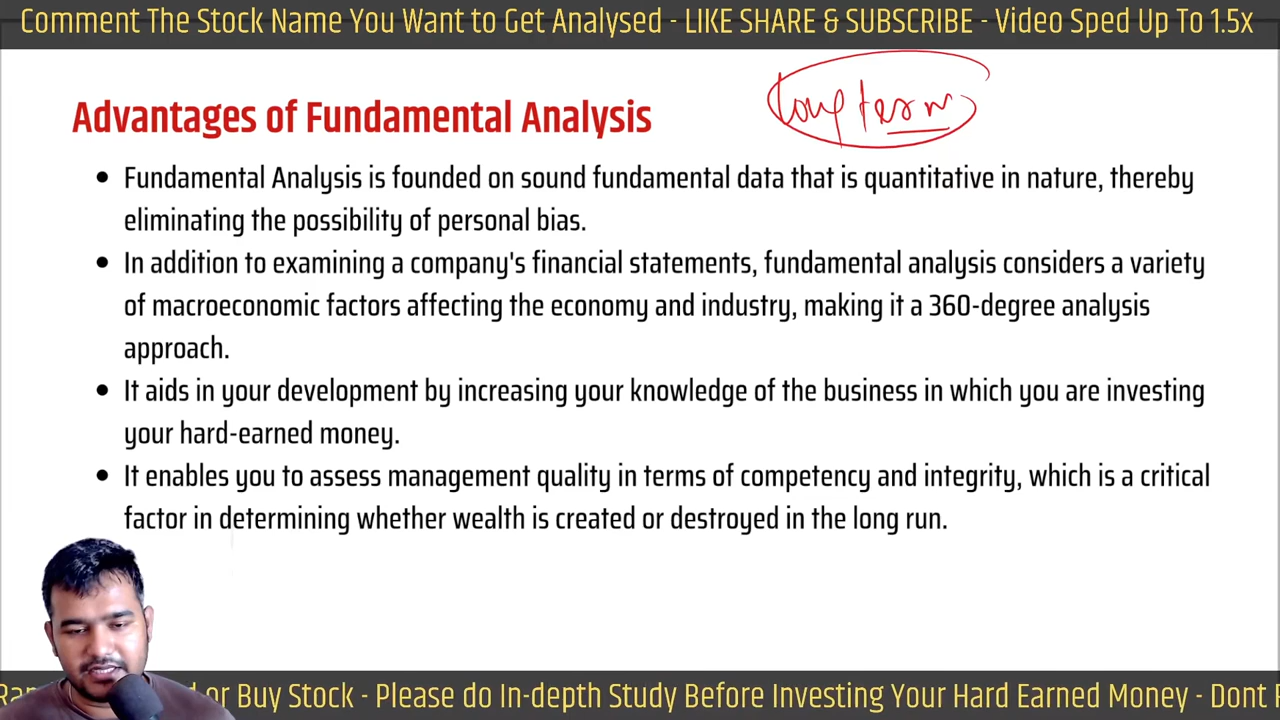 Comment The Stock Name You Want to Get Analysed - LIKE SHARE & SUBSCRIBE - Video Sped Up To 1.5x
long term
Advantages of Fundamental Analysis
• Fundamental Analysis is founded on sound fundamental data that is quantitative in nature, thereby
eliminating the possibility of personal bias.
• In addition to examining a company's financial statements, fundamental analysis considers a variety
of macroeconomic factors affecting the economy and industry, making it a 360-degree analysis
approach.
• It aids in your development by increasing your knowledge of the business in which you are investing
your hard-earned money.
• It enables you to assess management quality in terms of competency and integrity, which is a critical
factor in determining whether wealth is created or destroyed in the long run.
or Buy Stock - Please do In-depth Study Before Investing Your Hard Earned Money - Dont